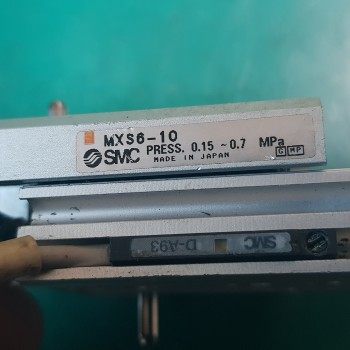 MXS6-10
SMC PRESS. 0.15 ~0.7 MPa
MADE IN JAPAN
D-A93 SMC